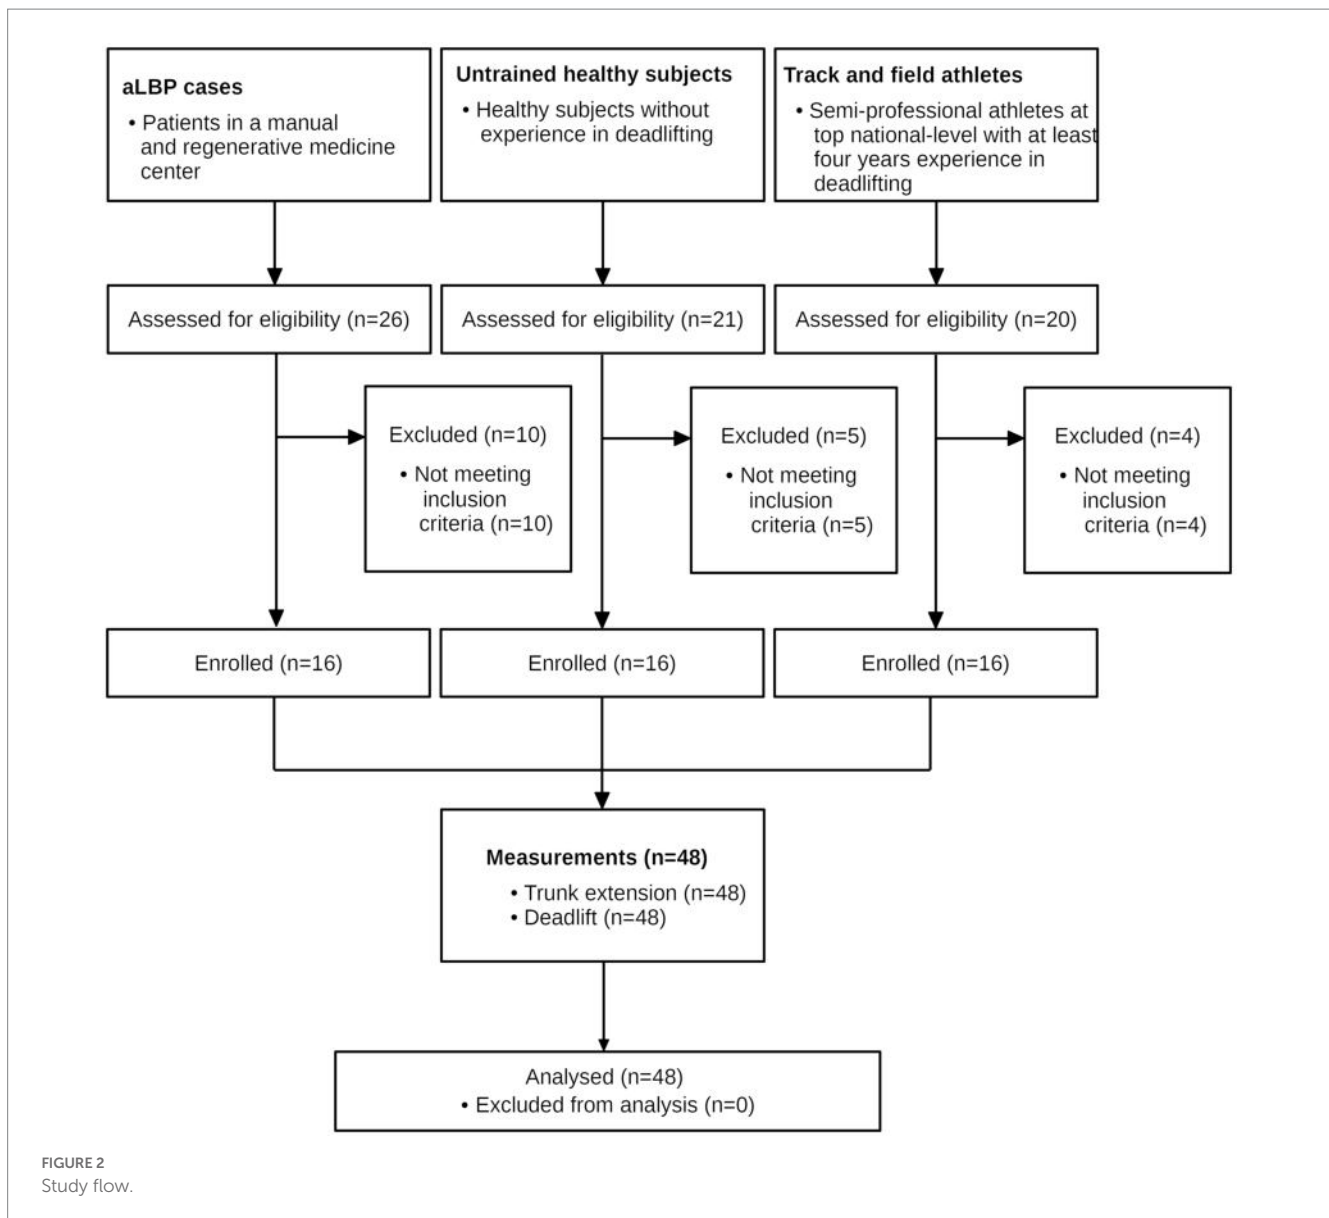 aLBP cases
• Patients in a manual
and regenerative medicine
center
Untrained healthy subjects
• Healthy subjects without
experience in deadlifting
Track and field athletes
• Semi-professional athletes at
top national-level with at least
four years experience in
deadlifting
Assessed for eligibility (n=26)
Assessed for eligibility (n=21)
Assessed for eligibility (n=20)
Excluded (n=10)
• Not meeting
inclusion
criteria (n=10)
Excluded (n=5)
• Not meeting
inclusion
criteria (n=5)
Excluded (n=4)
• Not meeting
inclusion
criteria (n=4)
Enrolled (n=16)
Enrolled (n=16)
Enrolled (n=16)
Measurements (n=48)
• Trunk extension (n=48)
• Deadlift (n=48)
Analysed (n=48)
• Excluded from analysis (n=0)
FIGURE 2
Study flow.